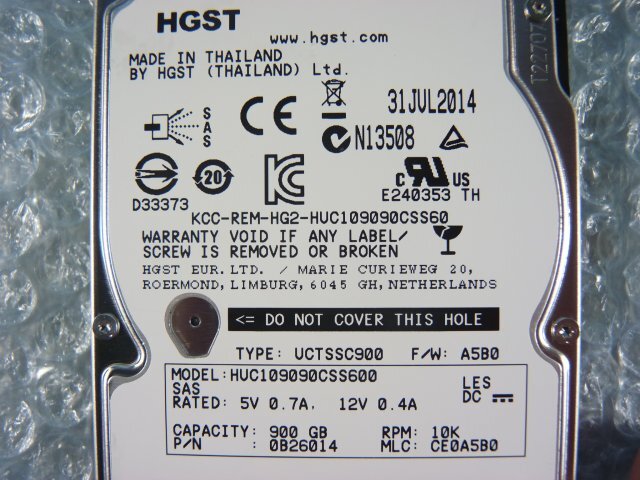 HGST
www.hgst.com
MADE IN THAILAND
BY HGST (THAILAND) Ltd.
T22707
31JUL2014
SAS
CE
N13508
D33373
20
c UR US
E240353 TH
KCC-REM-HG2-HUC109090CSS60
WARRANTY VOID IF ANY LABEL/
SCREW IS REMOVED OR BROKEN
HGST EUR.LTD. / MARIE CURIEWEG 20,
ROERMOND, LIMBURG, 6045 GH, NETHERLANDS
<= DO NOT COVER THIS HOLE
TYPE: UCTSSC900 F/W: A5B0
MODEL:HUC109090CSS600
SAS LES
RATED: 5V 0.7A, 12V 0.4A DC
CAPACITY: 900 GB RPM: 10K
P/N : 0B26014 MLC: CE0A5B0